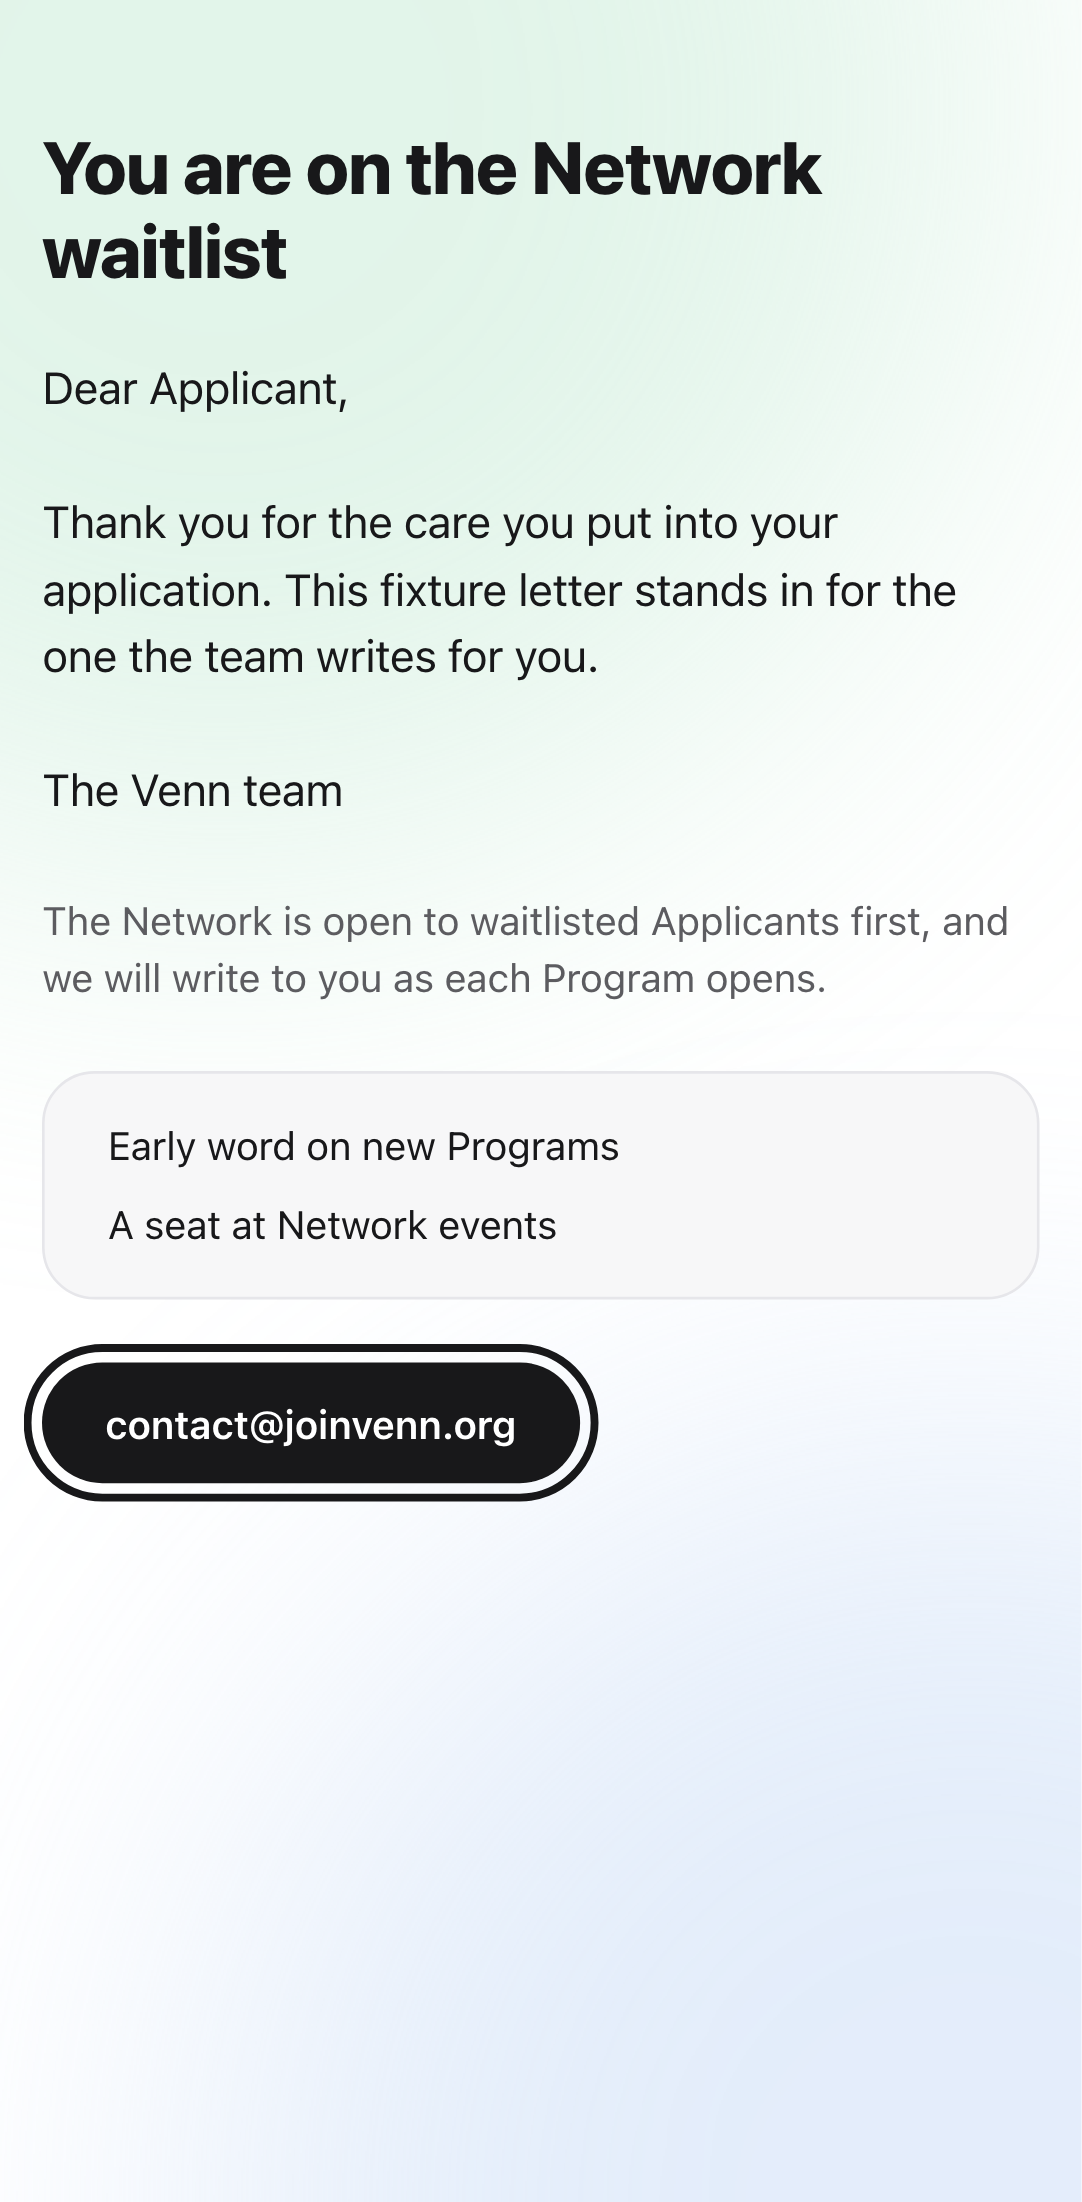 You are on the Network
waitlist
Dear Applicant,
Thank you for the care you put into your
application. This fixture letter stands in for the
one the team writes for you.
The Venn team
The Network is open to waitlisted Applicants first, and
we will write to you as each Program opens.
Early word on new Programs
A seat at Network events
contact@joinvenn.org